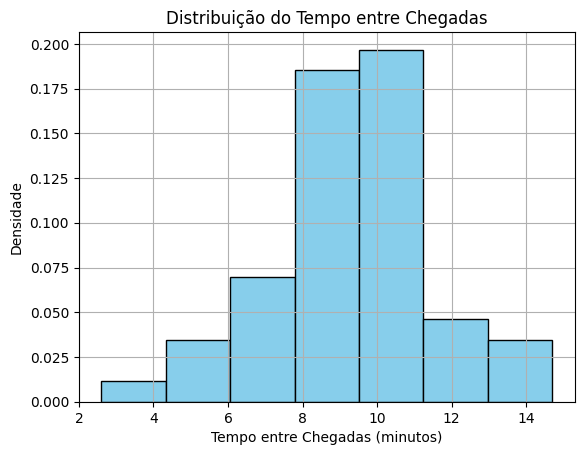 Distribuição do Tempo entre Chegadas
0.200
0.175
0.150
0.125
0.100
0.075
0.050
0.025
0.000
Densidade
2 4 6 8 10 12 14
Tempo entre Chegadas (minutos)